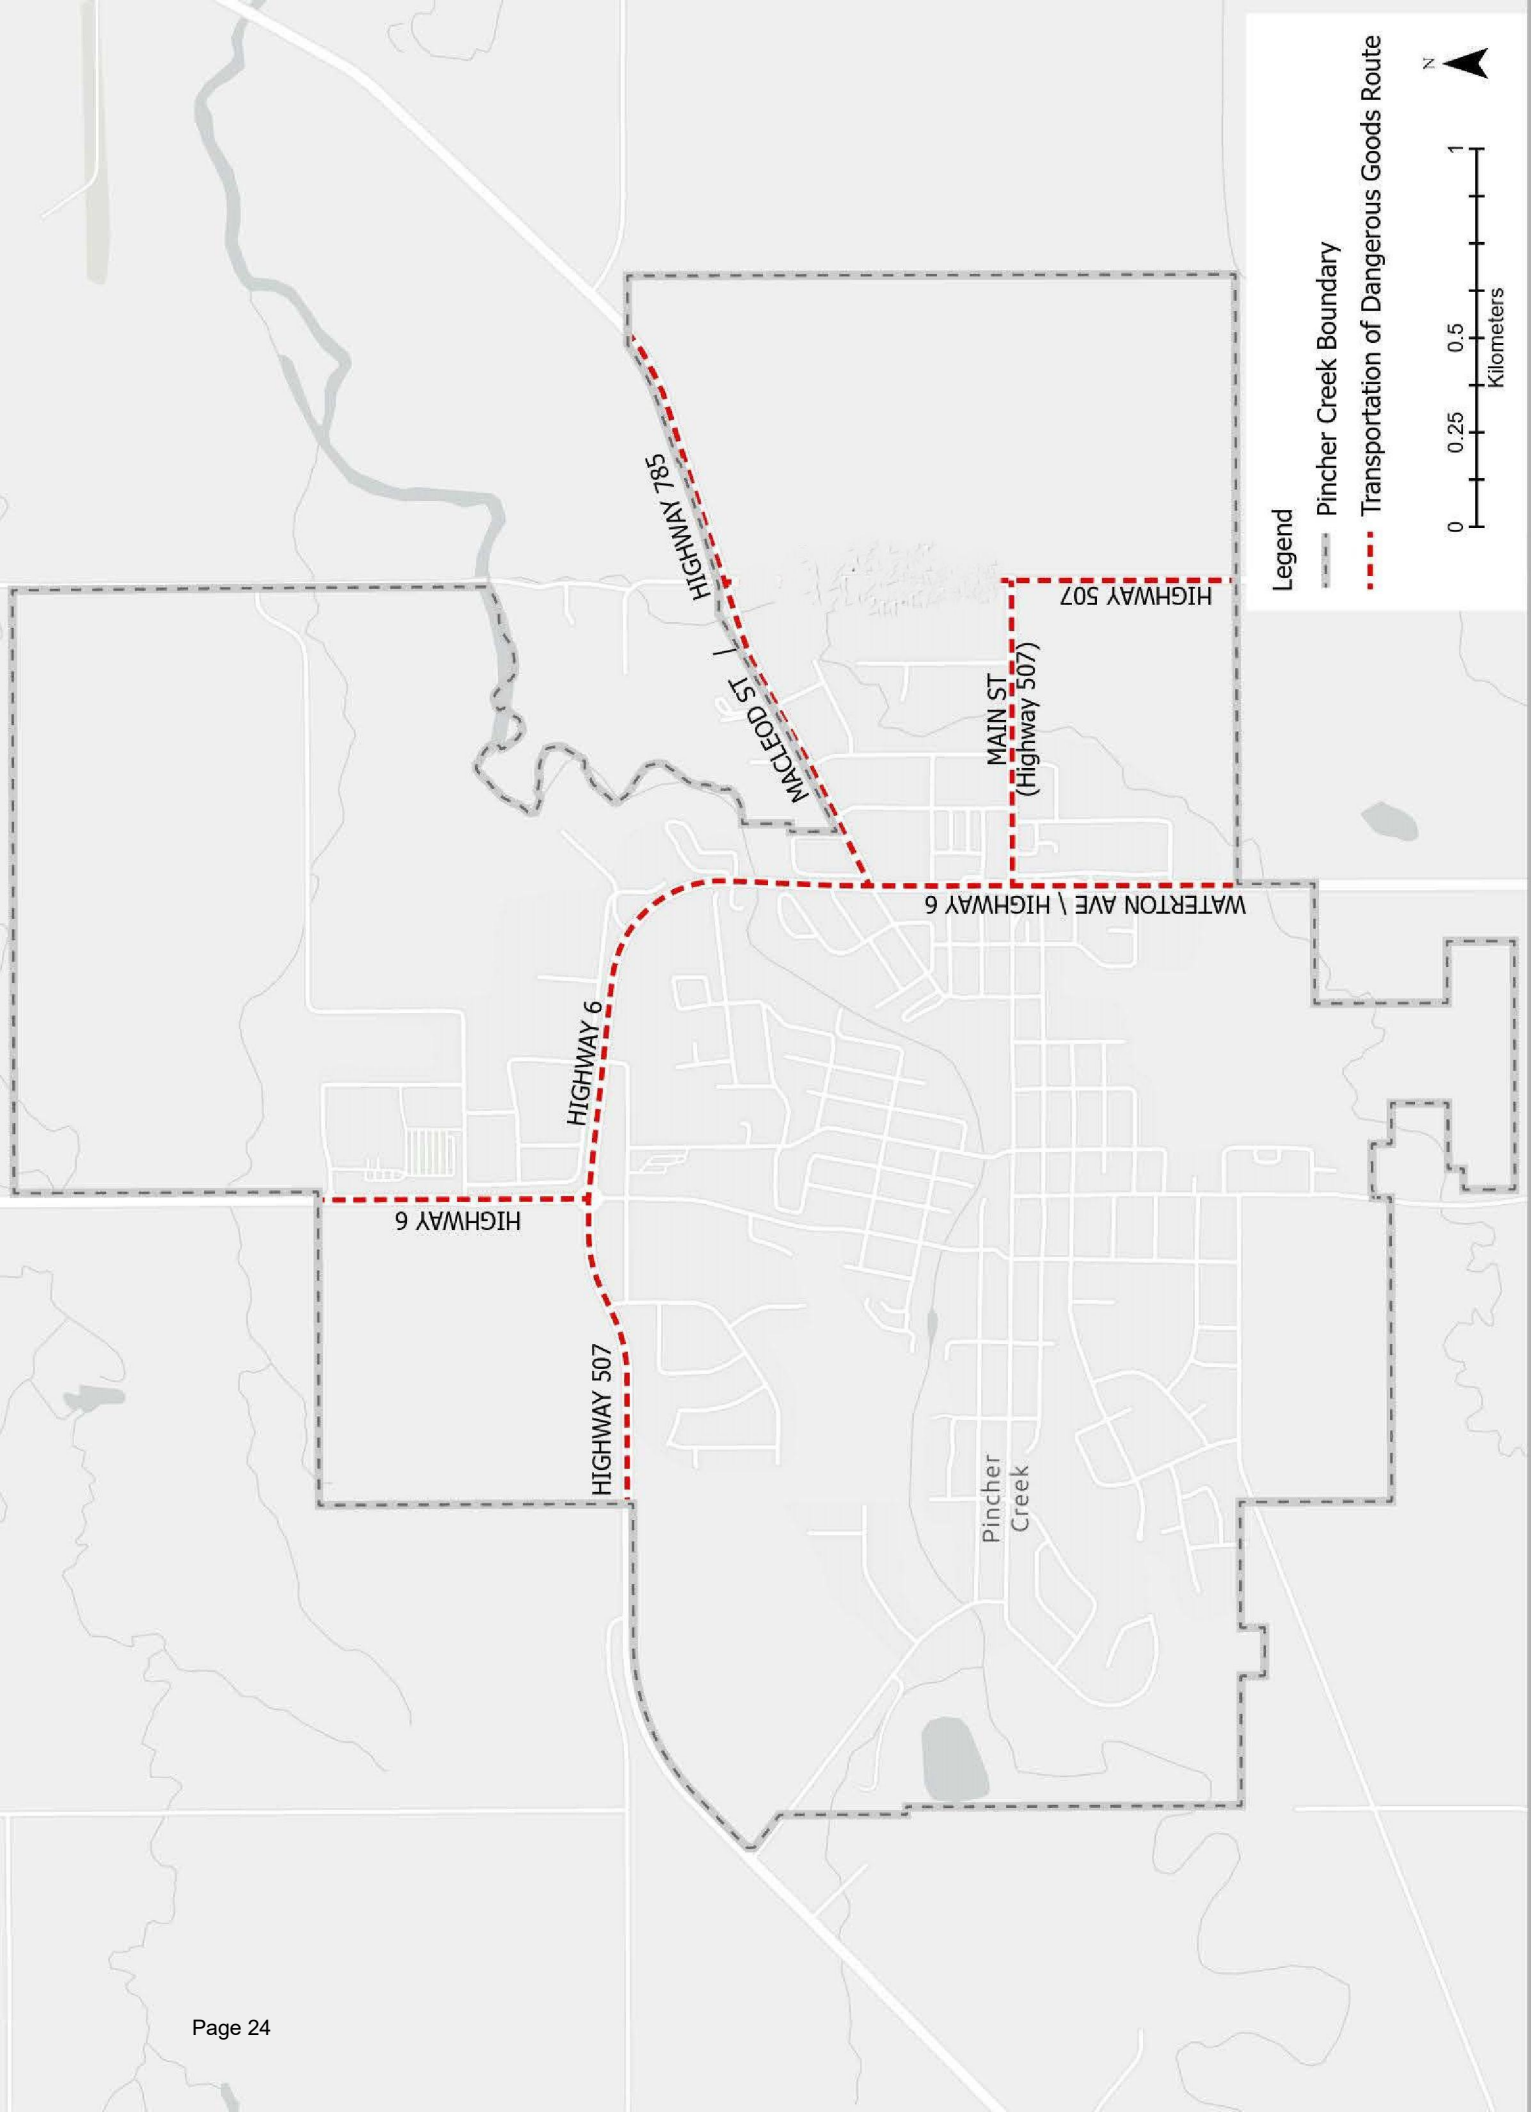 HIGHWAY 785
MACLEOD ST /
MAIN ST
(Highway 507)
HIGHWAY 507
WATERTON AVE \ HIGHWAY 6
HIGHWAY 6
HIGHWAY 6
HIGHWAY 507
Pincher
Creek
Legend
Pincher Creek Boundary
Transportation of Dangerous Goods Route
N
0 0.25 0.5 1
Kilometers
Page 24